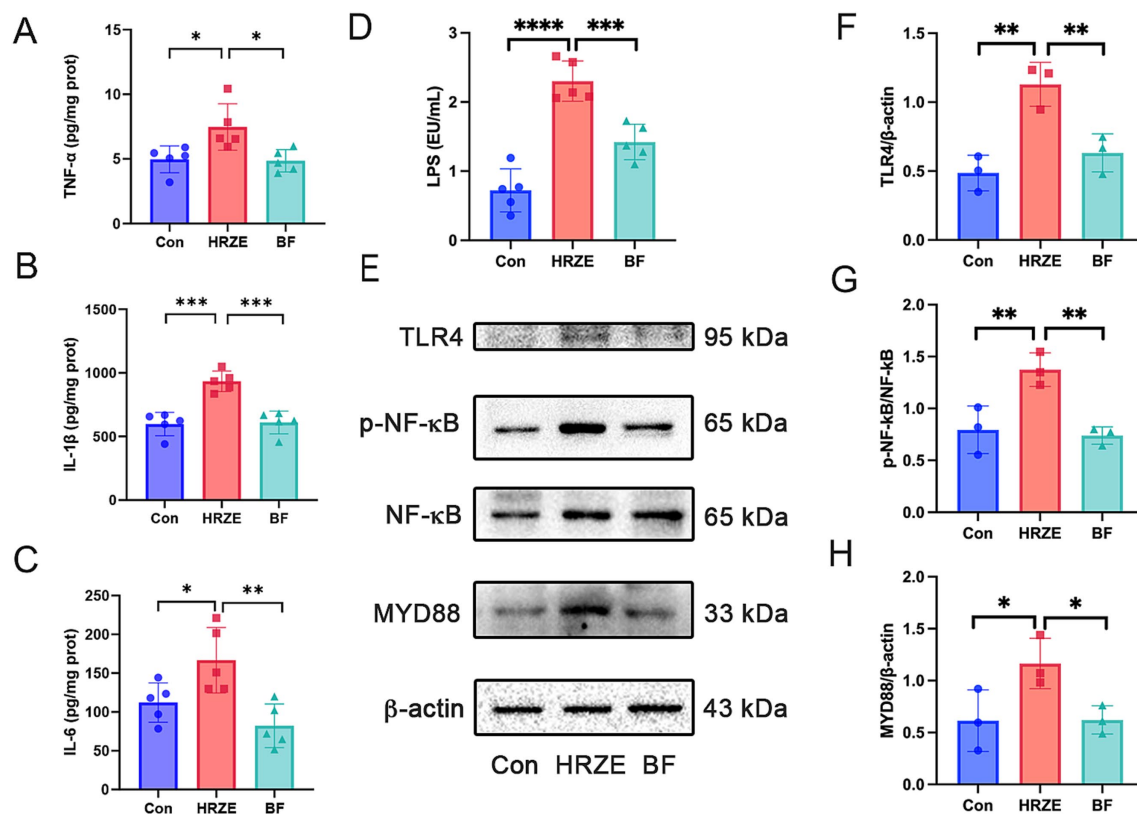 A
TNF-α (pg/mg prot)
15
10
5
0
* *
Con HRZE BF
B
IL-1β (pg/mg prot)
1500
1000
500
0
*** ***
Con HRZE BF
C
IL-6 (pg/mg prot)
250
200
150
100
50
0
* **
Con HRZE BF
D
LPS (EU/mL)
3
2
1
0
**** ***
Con HRZE BF
E
TLR4 95 kDa
p-NF-κB 65 kDa
NF-κB 65 kDa
MYD88 33 kDa
β-actin 43 kDa
Con HRZE BF
F
TLR4/β-actin
1.5
1.0
0.5
0.0
** **
Con HRZE BF
G
p-NF-kB/NF-kB
2.0
1.5
1.0
0.5
0.0
** **
Con HRZE BF
H
MYD88/β-actin
2.0
1.5
1.0
0.5
0.0
* *
Con HRZE BF